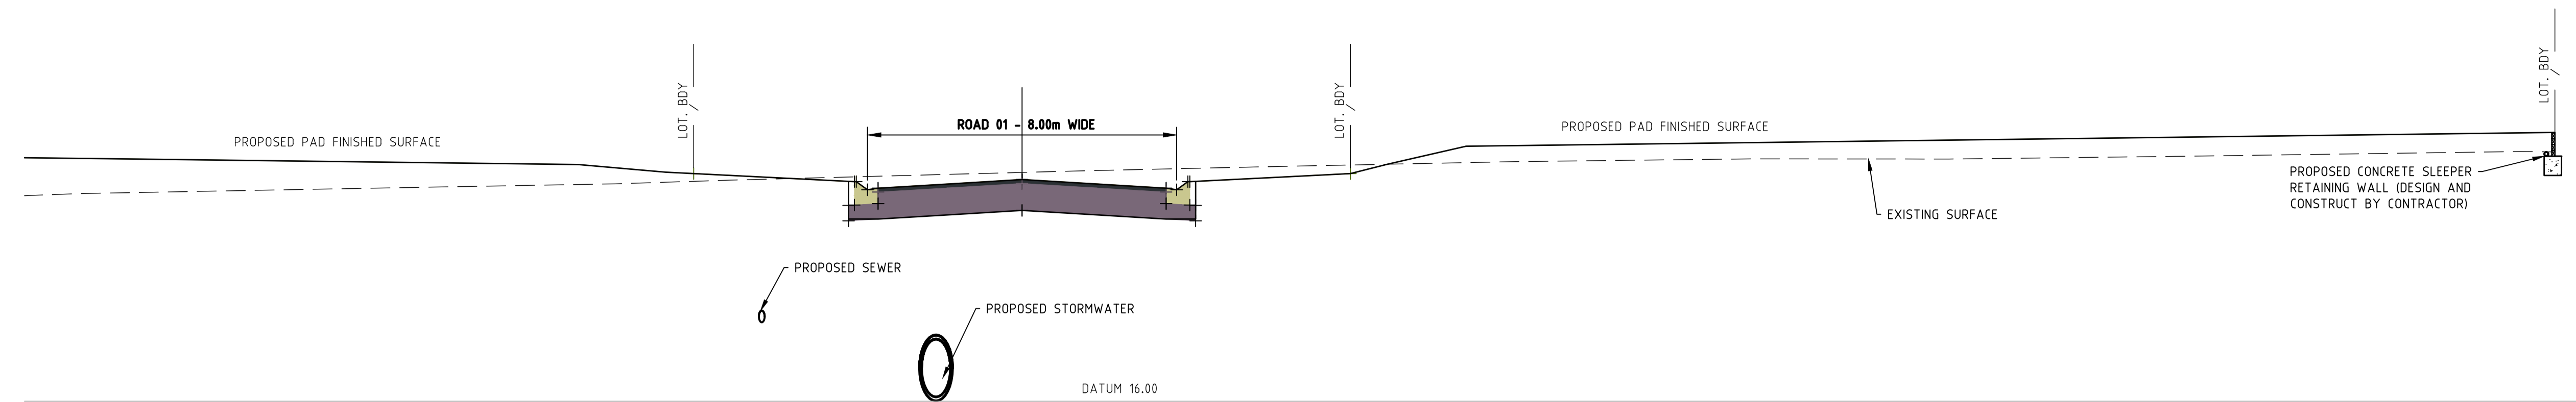 LOT. BDY
LOT. BDY
LOT. BDY
ROAD 01 - 8.00m WIDE
PROPOSED PAD FINISHED SURFACE
PROPOSED PAD FINISHED SURFACE
PROPOSED CONCRETE SLEEPER
RETAINING WALL (DESIGN AND
CONSTRUCT BY CONTRACTOR)
EXISTING SURFACE
PROPOSED SEWER
PROPOSED STORMWATER
DATUM 16.00